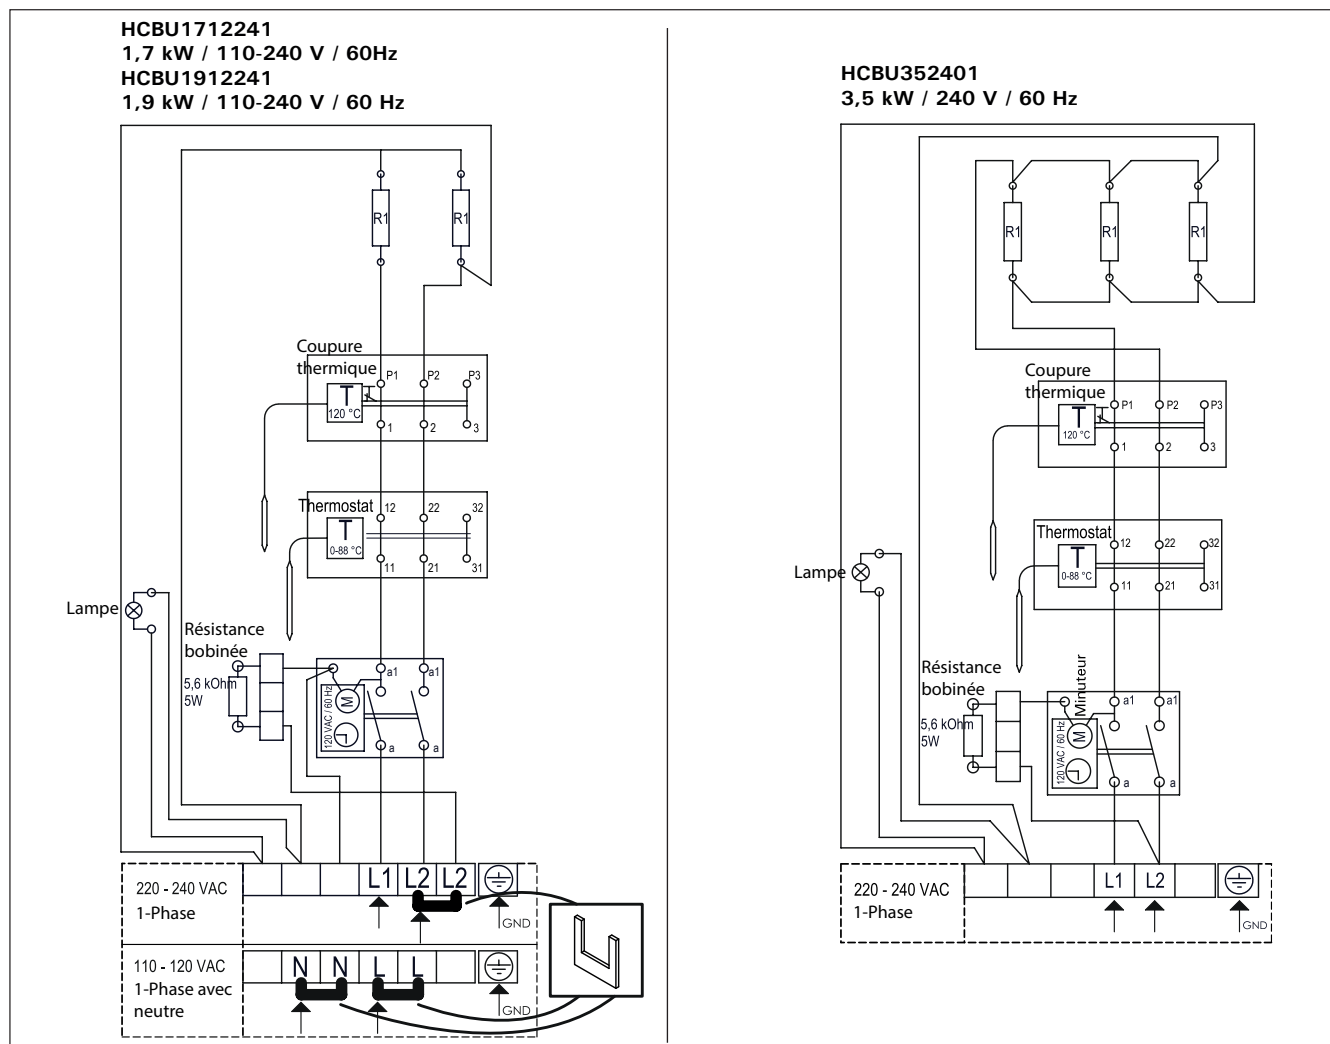 HCBU1712241
1,7 kW / 110-240 V / 60Hz
HCBU1912241
1,9 kW / 110-240 V / 60 Hz
R1
R1
Coupure
thermique
P1
P2
P3
T
120 °C
1
2
3
Thermostat
12
22
32
T
0-88 °C
11
21
31
Lampe
Résistance
bobinée
5,6 kOhm
5W
a1
a1
120 VAC / 60 Hz
M
a
a
220 - 240 VAC
1-Phase
L1
L2
L2
GND
110 - 120 VAC
1-Phase avec
neutre
N
N
L
L
GND
HCBU352401
3,5 kW / 240 V / 60 Hz
R1
R1
R1
Coupure
thermique
P1
P2
P3
T
120 °C
1
2
3
Thermostat
12
22
32
T
0-88 °C
11
21
31
Lampe
Résistance
bobinée
5,6 kOhm
5W
Minuteur
a1
a1
120 VAC / 60 Hz
M
a
a
220 - 240 VAC
1-Phase
L1
L2
GND